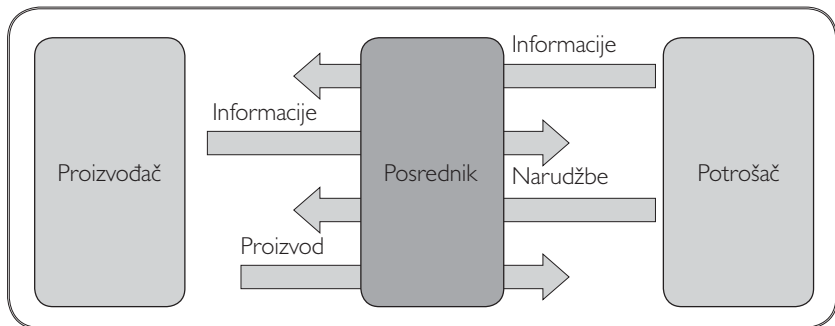 Informacije
Informacije
Proizvođač
Posrednik
Narudžbe
Potrošač
Proizvod